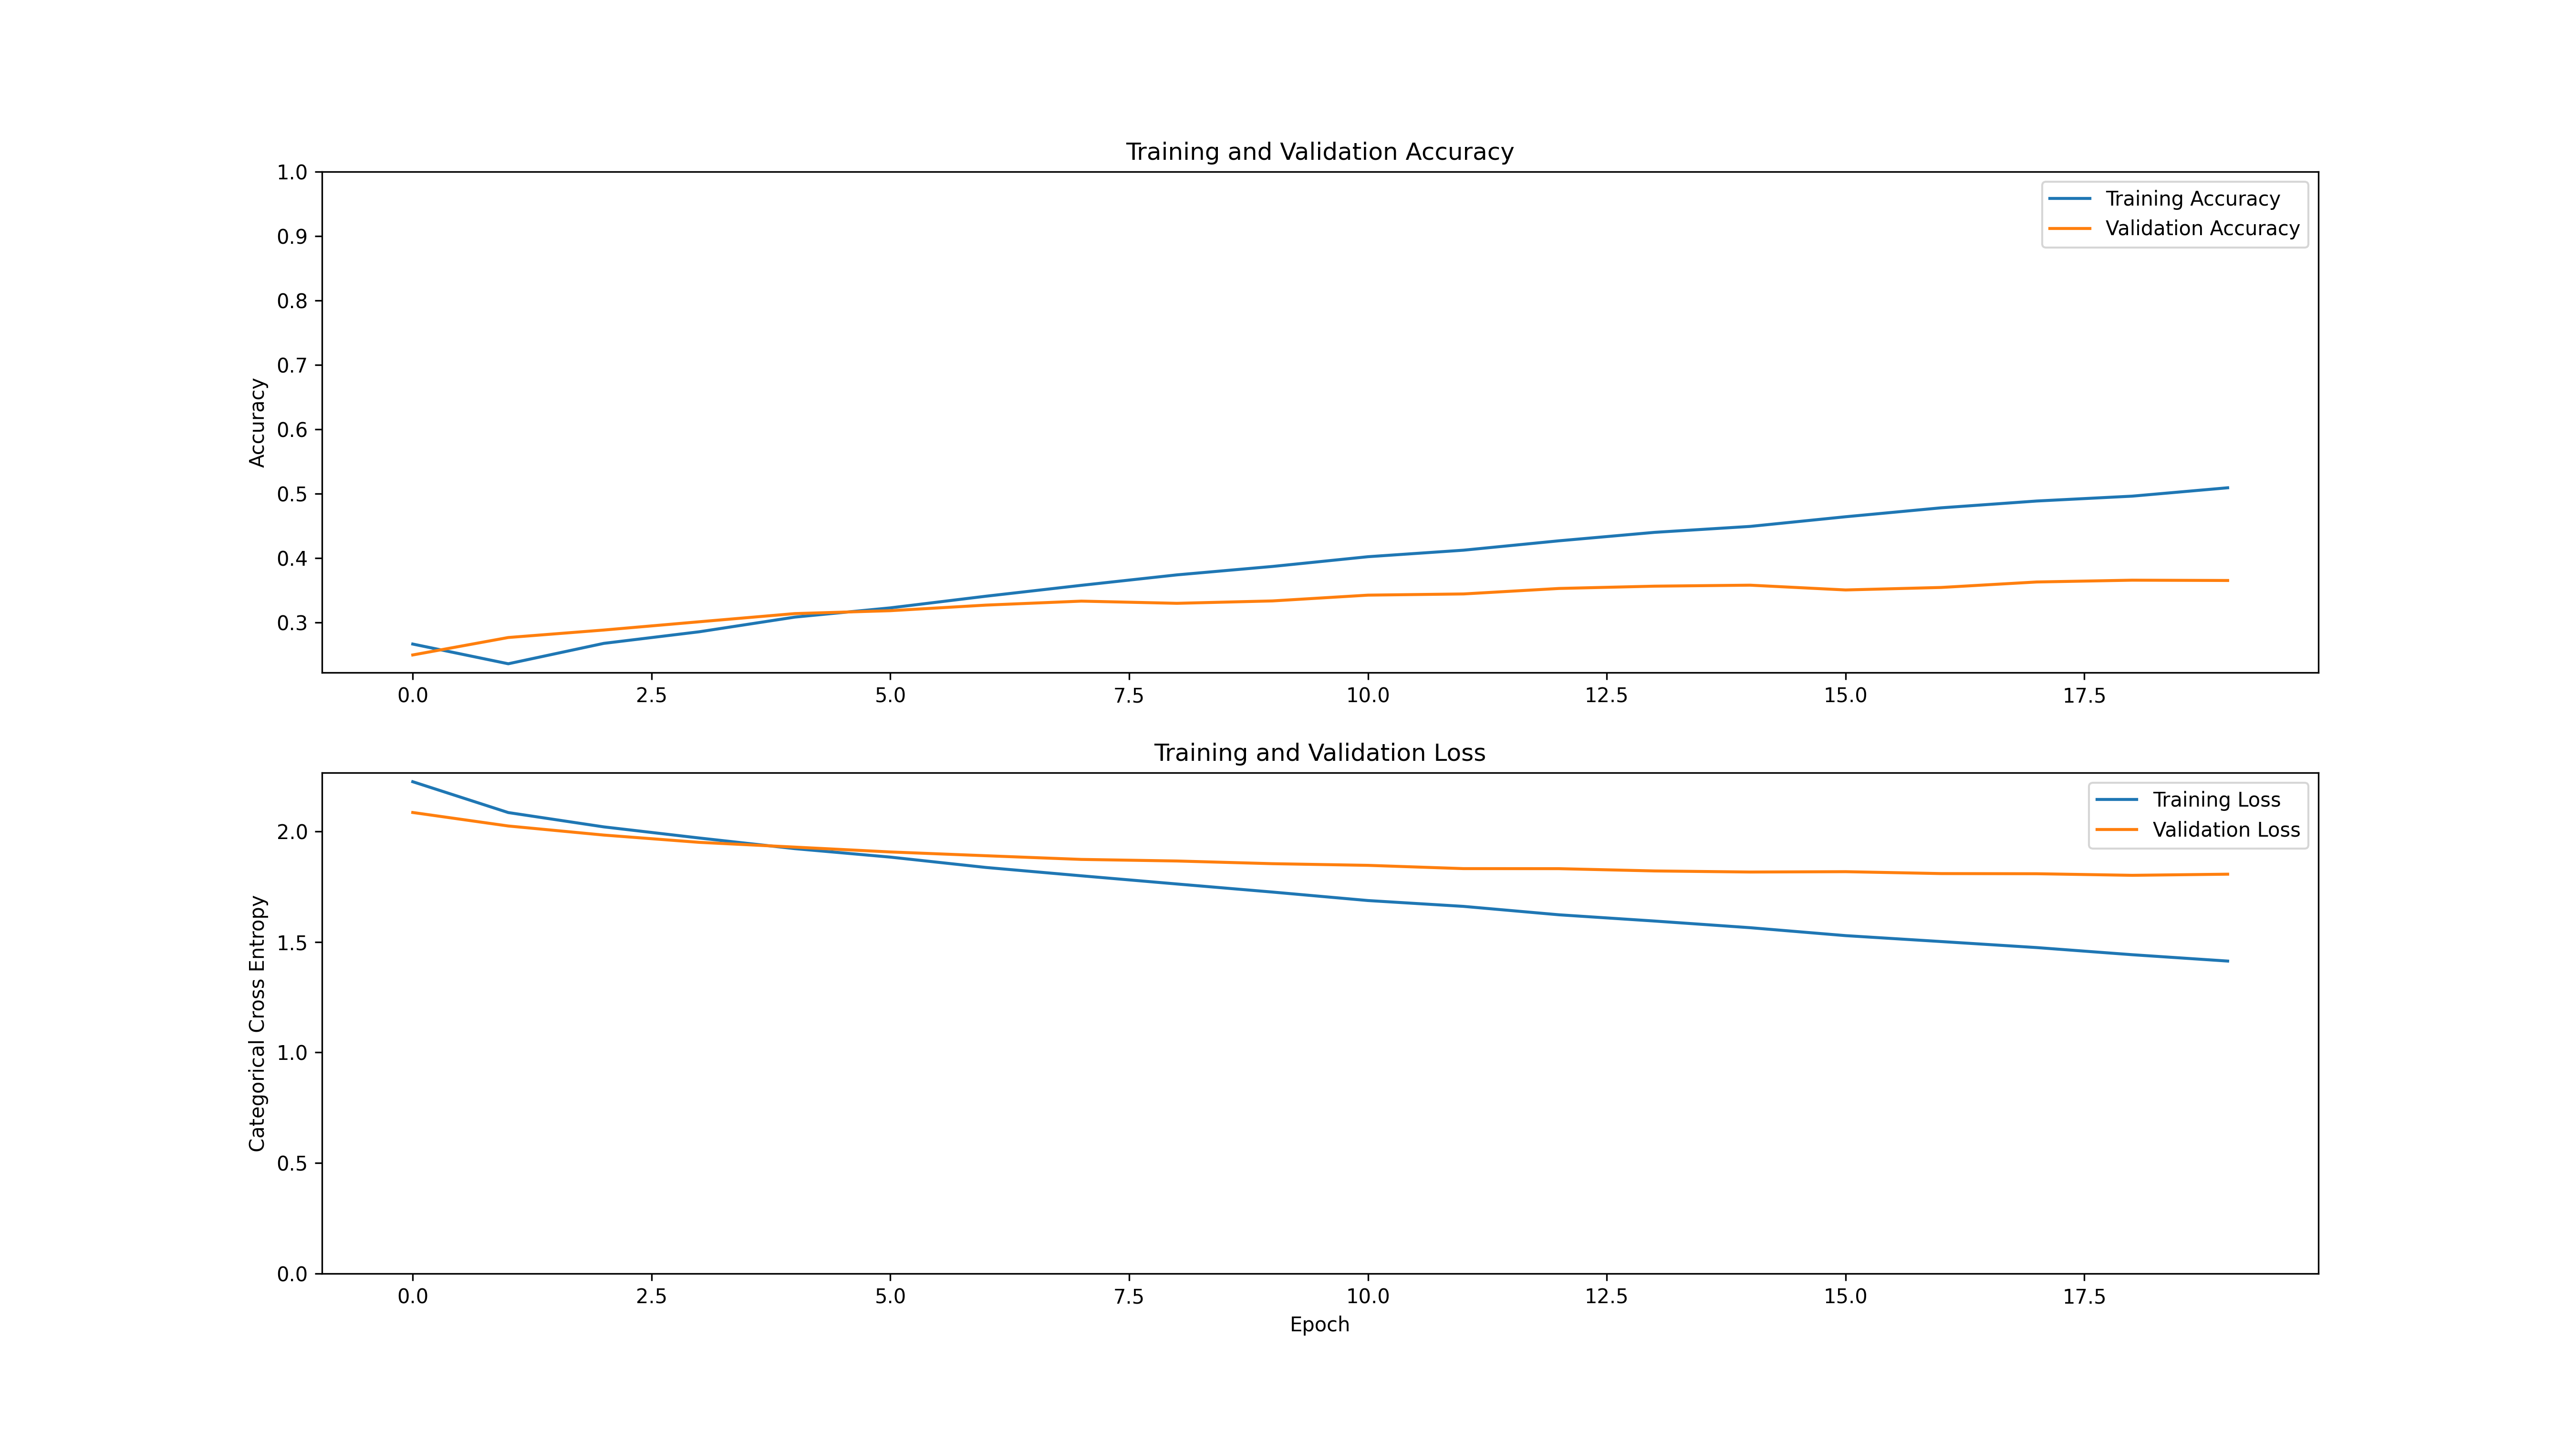 Training and Validation Accuracy
1.0
0.9
0.8
0.7
0.6
0.5
0.4
0.3
Accuracy
Training Accuracy
Validation Accuracy
0.0 2.5 5.0 7.5 10.0 12.5 15.0 17.5
Training and Validation Loss
2.0
1.5
1.0
0.5
0.0
Categorical Cross Entropy
Training Loss
Validation Loss
0.0 2.5 5.0 7.5 10.0 12.5 15.0 17.5
Epoch